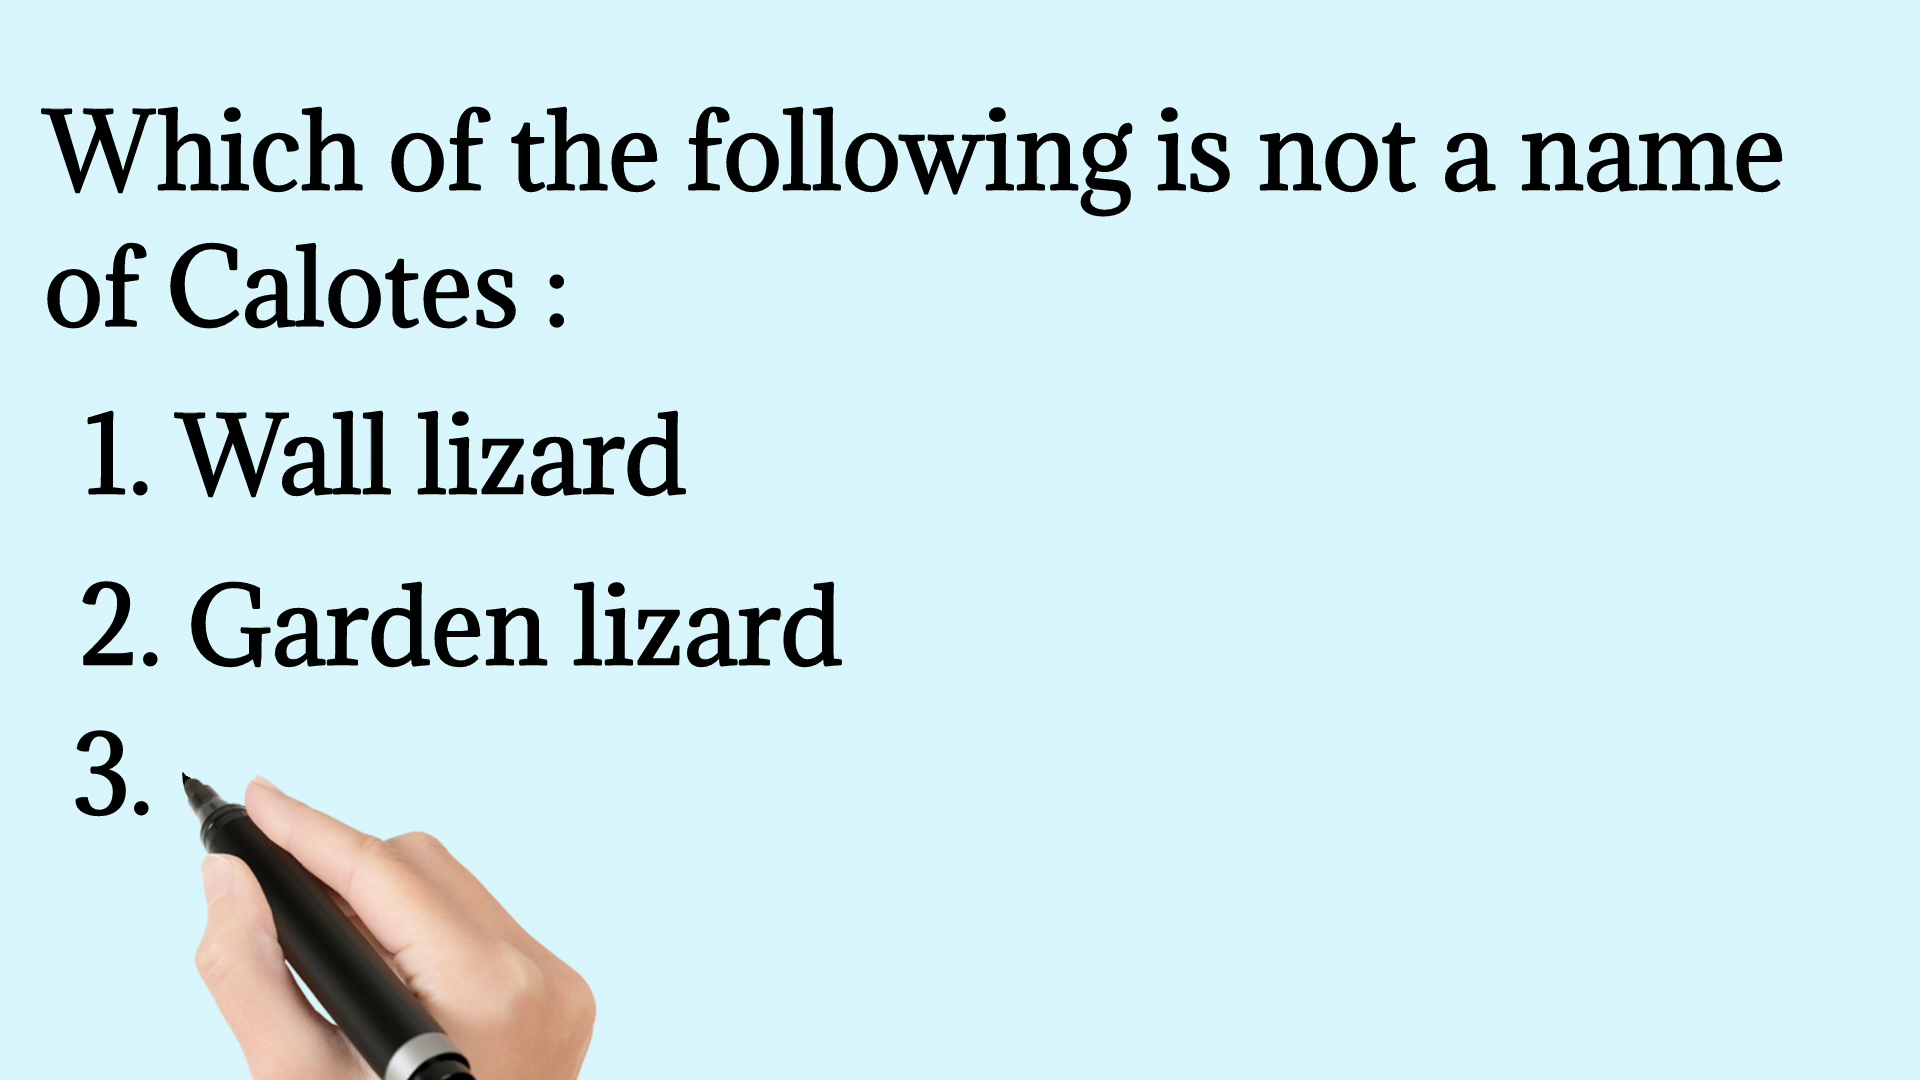 Which of the following is not a name
of Calotes :
1. Wall lizard
2. Garden lizard
3.